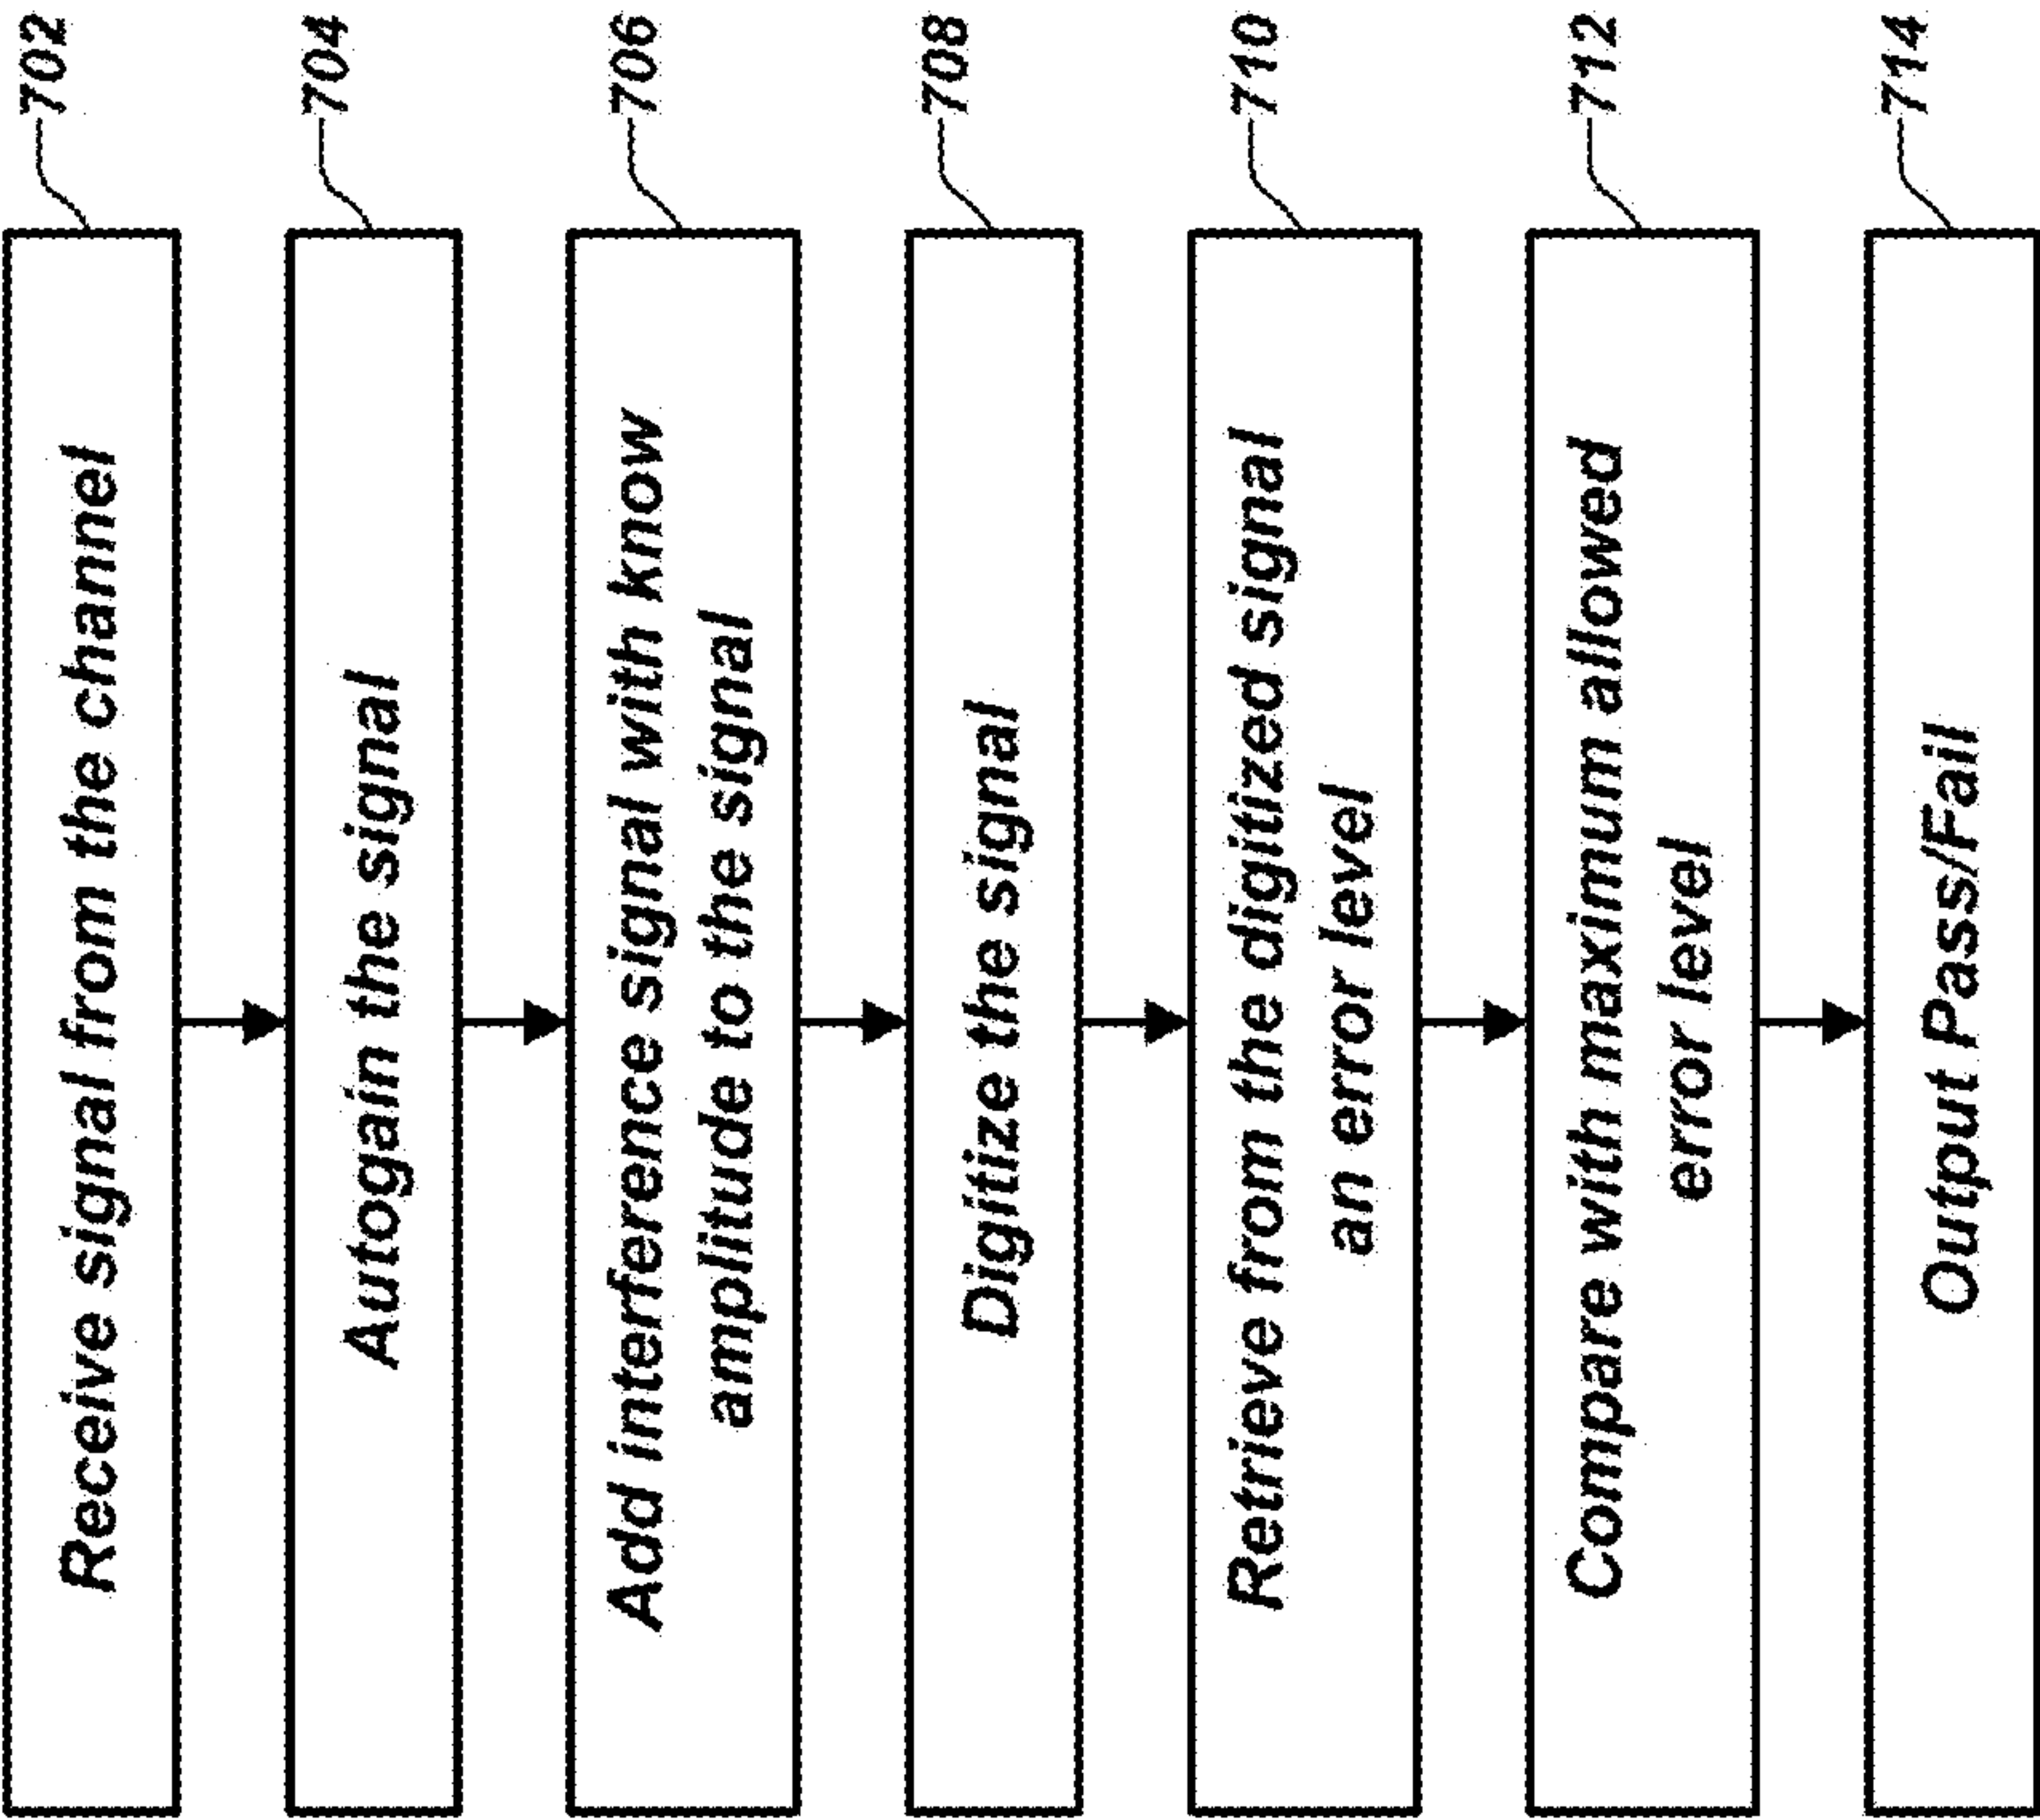 Receive signal from the channel
702
Autogain the signal
704
Add interference signal with know
amplitude to the signal
706
Digitize the signal
708
Retrieve from the digitized signal
an error level
710
Compare with maximum allowed
error level
712
Output Pass/Fail
714